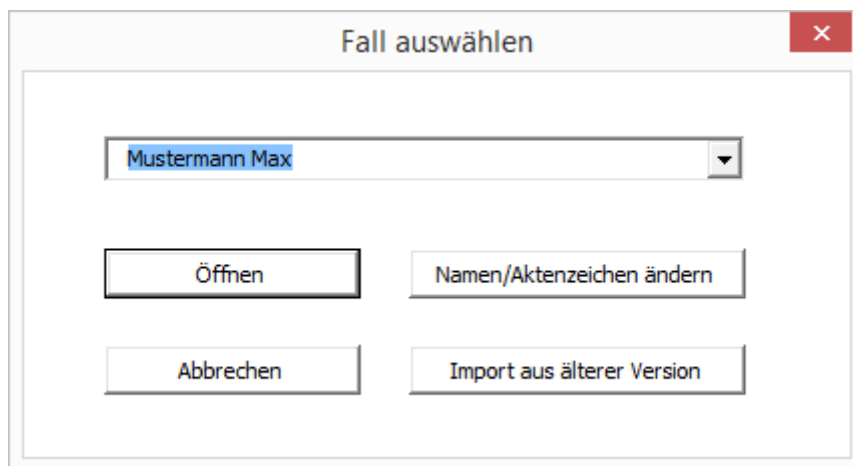 Fall auswählen
Mustermann Max
Öffnen
Namen/Aktenzeichen ändern
Abbrechen
Import aus älterer Version